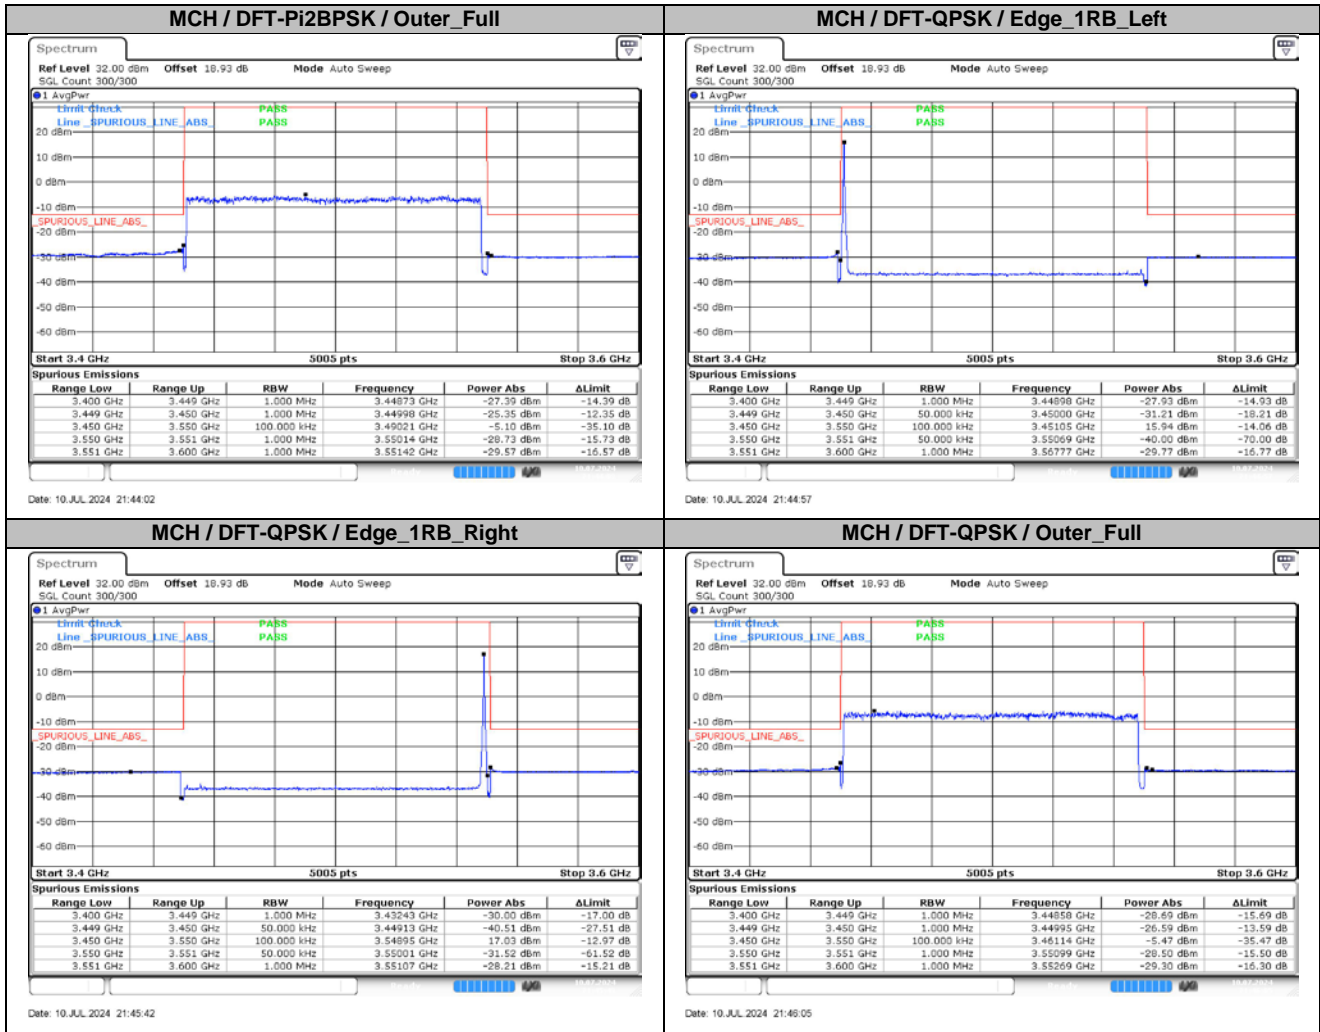 MCH / DFT-Pi2BPSK / Outer_Full
Spectrum
Ref Level 32.00 dBm Offset 18.93 dB Mode Auto Sweep
SGL Count 300/300
1 AvgPwr
Limit Check PASS
Line _SPURIOUS_LINE_ABS_ PASS
20 dBm
10 dBm
0 dBm
-10 dBm
_SPURIOUS_LINE_ABS_
-20 dBm
-30 dBm
-40 dBm
-50 dBm
-60 dBm
Start 3.4 GHz 5005 pts Stop 3.6 GHz
Spurious Emissions
Range Low Range Up RBW Frequency Power Abs ΔLimit
3.400 GHz 3.449 GHz 1.000 MHz 3.44873 GHz -27.39 dBm -14.39 dB
3.449 GHz 3.450 GHz 1.000 MHz 3.44998 GHz -25.35 dBm -12.35 dB
3.450 GHz 3.550 GHz 100.000 kHz 3.49021 GHz -5.10 dBm -35.10 dB
3.550 GHz 3.551 GHz 1.000 MHz 3.55014 GHz -28.73 dBm -15.73 dB
3.551 GHz 3.600 GHz 1.000 MHz 3.55142 GHz -29.57 dBm -16.57 dB
Date: 10.JUL.2024 21:44:02
MCH / DFT-QPSK / Edge_1RB_Left
Spectrum
Ref Level 32.00 dBm Offset 18.93 dB Mode Auto Sweep
SGL Count 300/300
1 AvgPwr
Limit Check PASS
Line _SPURIOUS_LINE_ABS_ PASS
20 dBm
10 dBm
0 dBm
-10 dBm
_SPURIOUS_LINE_ABS_
-20 dBm
-30 dBm
-40 dBm
-50 dBm
-60 dBm
Start 3.4 GHz 5005 pts Stop 3.6 GHz
Spurious Emissions
Range Low Range Up RBW Frequency Power Abs ΔLimit
3.400 GHz 3.449 GHz 1.000 MHz 3.44898 GHz -27.93 dBm -14.93 dB
3.449 GHz 3.450 GHz 50.000 kHz 3.45000 GHz -31.21 dBm -18.21 dB
3.450 GHz 3.550 GHz 100.000 kHz 3.45105 GHz 15.94 dBm -14.06 dB
3.550 GHz 3.551 GHz 50.000 kHz 3.55069 GHz -40.00 dBm -70.00 dB
3.551 GHz 3.600 GHz 1.000 MHz 3.56777 GHz -29.77 dBm -16.77 dB
Date: 10.JUL.2024 21:44:57
MCH / DFT-QPSK / Edge_1RB_Right
Spectrum
Ref Level 32.00 dBm Offset 18.93 dB Mode Auto Sweep
SGL Count 300/300
1 AvgPwr
Limit Check PASS
Line _SPURIOUS_LINE_ABS_ PASS
20 dBm
10 dBm
0 dBm
-10 dBm
_SPURIOUS_LINE_ABS_
-20 dBm
-30 dBm
-40 dBm
-50 dBm
-60 dBm
Start 3.4 GHz 5005 pts Stop 3.6 GHz
Spurious Emissions
Range Low Range Up RBW Frequency Power Abs ΔLimit
3.400 GHz 3.449 GHz 1.000 MHz 3.43243 GHz -30.00 dBm -17.00 dB
3.449 GHz 3.450 GHz 50.000 kHz 3.44913 GHz -40.51 dBm -27.51 dB
3.450 GHz 3.550 GHz 100.000 kHz 3.54895 GHz 17.03 dBm -12.97 dB
3.550 GHz 3.551 GHz 50.000 kHz 3.55001 GHz -31.52 dBm -61.52 dB
3.551 GHz 3.600 GHz 1.000 MHz 3.55107 GHz -28.21 dBm -15.21 dB
Date: 10.JUL.2024 21:45:42
MCH / DFT-QPSK / Outer_Full
Spectrum
Ref Level 32.00 dBm Offset 18.93 dB Mode Auto Sweep
SGL Count 300/300
1 AvgPwr
Limit Check PASS
Line _SPURIOUS_LINE_ABS_ PASS
20 dBm
10 dBm
0 dBm
-10 dBm
_SPURIOUS_LINE_ABS_
-20 dBm
-30 dBm
-40 dBm
-50 dBm
-60 dBm
Start 3.4 GHz 5005 pts Stop 3.6 GHz
Spurious Emissions
Range Low Range Up RBW Frequency Power Abs ΔLimit
3.400 GHz 3.449 GHz 1.000 MHz 3.44858 GHz -28.69 dBm -15.69 dB
3.449 GHz 3.450 GHz 1.000 MHz 3.44995 GHz -26.59 dBm -13.59 dB
3.450 GHz 3.550 GHz 100.000 kHz 3.46114 GHz -5.47 dBm -35.47 dB
3.550 GHz 3.551 GHz 1.000 MHz 3.55099 GHz -28.50 dBm -15.50 dB
3.551 GHz 3.600 GHz 1.000 MHz 3.55269 GHz -29.30 dBm -16.30 dB
Date: 10.JUL.2024 21:46:05